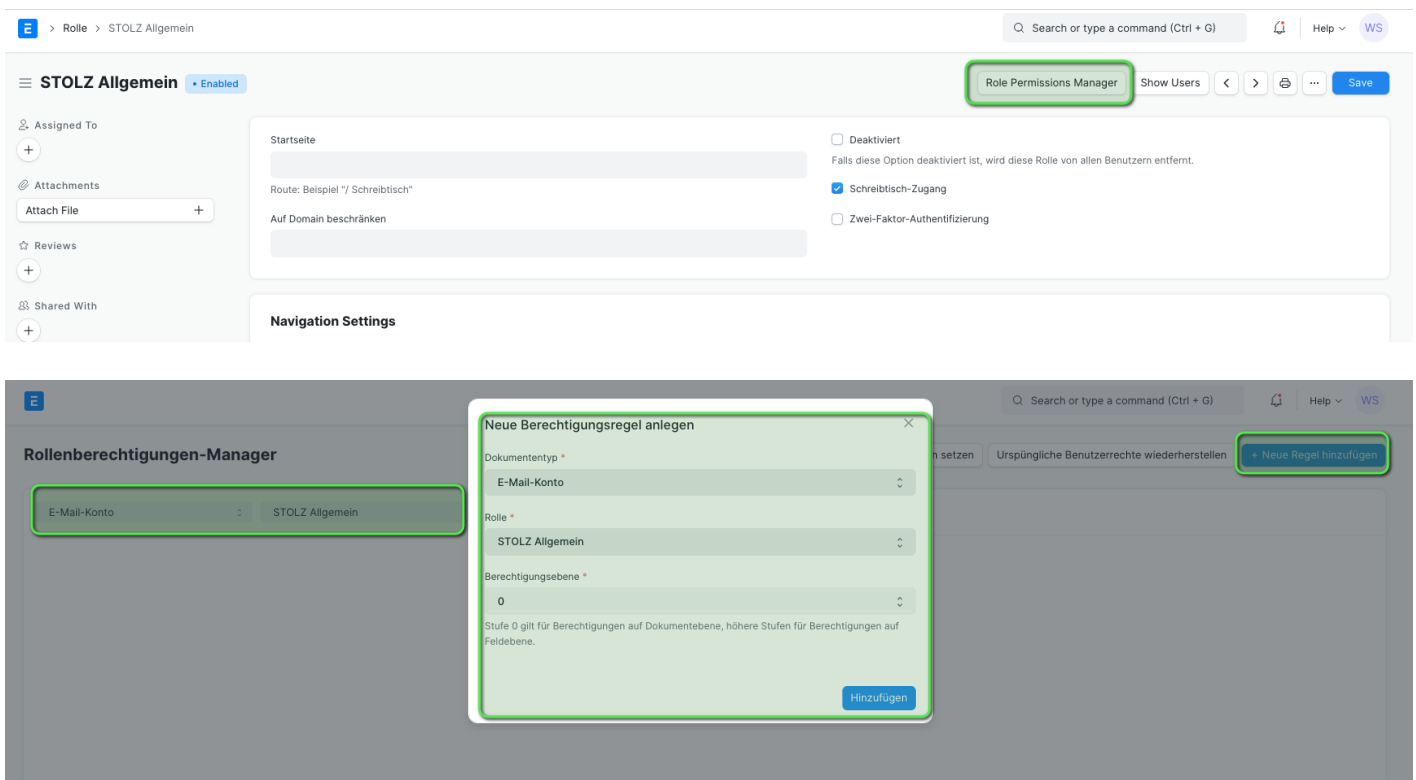 E > Rolle > STOLZ Allgemein
Search or type a command (Ctrl + G)
Help
WS
STOLZ Allgemein
• Enabled
Role Permissions Manager
Show Users
Save
Assigned To
Startseite
Deaktiviert
Falls diese Option deaktiviert ist, wird diese Rolle von allen Benutzern entfernt.
Attachments
Route: Beispiel "/ Schreibtisch"
Schreibtisch-Zugang
Attach File
Auf Domain beschränken
Zwei-Faktor-Authentifizierung
Reviews
Shared With
Navigation Settings
E
Search or type a command (Ctrl + G)
Help
WS
Rollenberechtigungen-Manager
n setzen
Urspüngliche Benutzerrechte wiederherstellen
+ Neue Regel hinzufügen
E-Mail-Konto
STOLZ Allgemein
Neue Berechtigungsregel anlegen
Dokumententyp *
E-Mail-Konto
Rolle *
STOLZ Allgemein
Berechtigungsebene *
0
Stufe 0 gilt für Berechtigungen auf Dokumentebene, höhere Stufen für Berechtigungen auf
Feldebene.
Hinzufügen